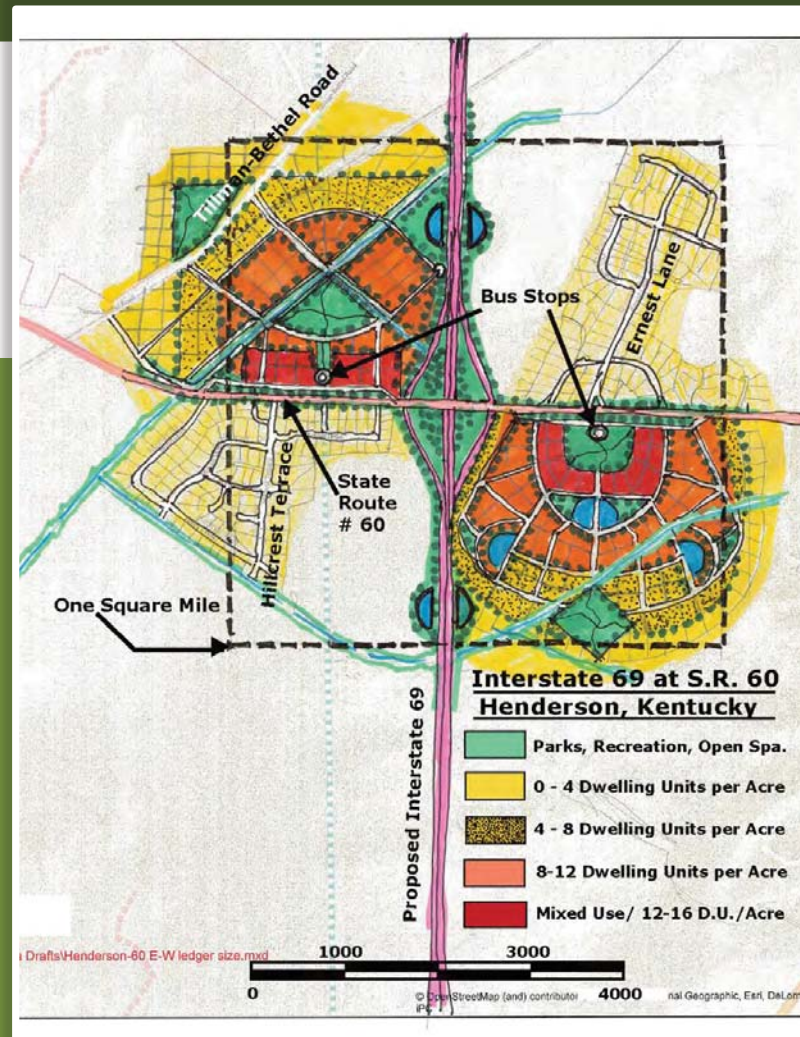 Tillman-Bethel Road
Bus Stops
Ernest Lane
State
Route
# 60
Hillcrest Terrace
One Square Mile
Proposed Interstate 69
Interstate 69 at S.R. 60
Henderson, Kentucky
Parks, Recreation, Open Spa.
0 - 4 Dwelling Units per Acre
4 - 8 Dwelling Units per Acre
8-12 Dwelling Units per Acre
Mixed Use/ 12-16 D.U./Acre
Drafts\Henderson-60 E-W ledger size.mxd
1000 3000
0 4000
© OpenStreetMap (and) contributor
nal Geographic, Esri, DeLorm